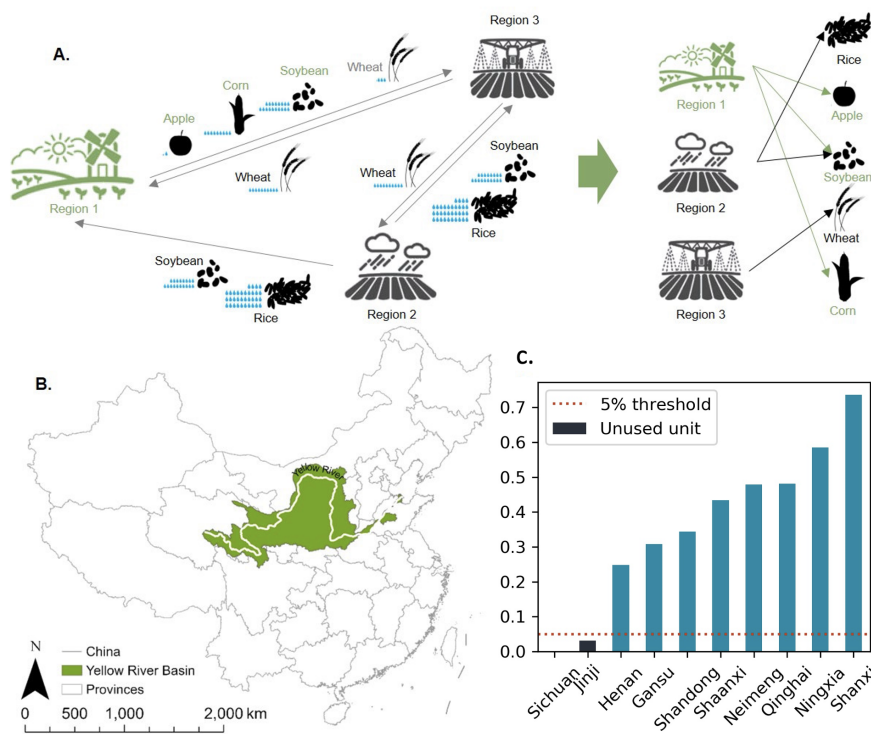 A.
Region 3
Wheat
Soybean
Corn
Apple
Region 1
Wheat
Wheat
Soybean
Rice
Soybean
Rice
Region 2
Region 1
Region 2
Region 3
Rice
Apple
Soybean
Wheat
Corn
B.
Yellow River
N
China
Yellow River Basin
Provinces
0 500 1,000 2,000 km
C.
5% threshold
Unused unit
0.7
0.6
0.5
0.4
0.3
0.2
0.1
0.0
Sichuan
Jinji
Henan
Gansu
Shandong
Shaanxi
Neimeng
Qinghai
Ningxia
Shanxi